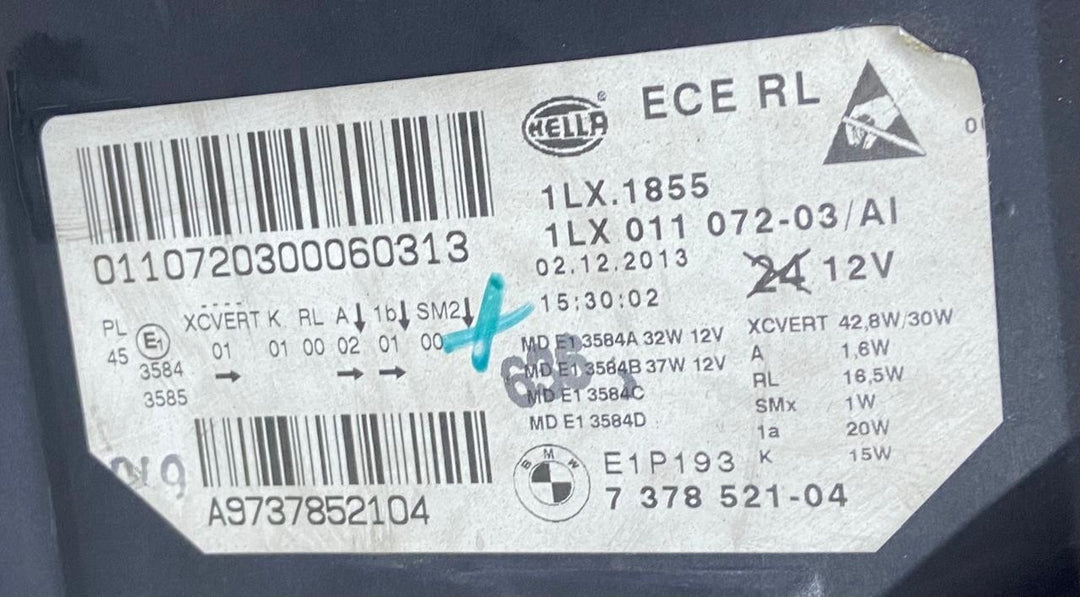 HELLA®
ECE RL
0110720300060313
1LX.1855
1LX 011 072-03/AI
02.12.2013
24 12V
15:30:02
PL XCVERT K RL A↓ 1b↓ SM2↓
45 E1 01 01 00 02 01 00
3584 → → →
3585
MD E1 3584A 32W 12V
MD E1 3584B 37W 12V
MD E1 3584C
MD E1 3584D
XCVERT 42,8W/30W
A 1,6W
RL 16,5W
SMx 1W
1a 20W
K 15W
A9737852104
BMW
E1P193
7 378 521-04